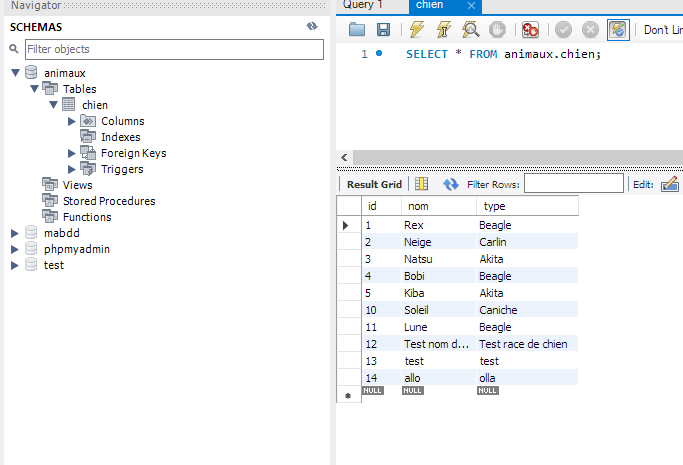 Navigator
SCHEMAS
Filter objects
animaux
Tables
chien
Columns
Indexes
Foreign Keys
Triggers
Views
Stored Procedures
Functions
mabdd
phpmyadmin
test
Query 1 chien
Don't Lim
1 SELECT * FROM animaux.chien;
Result Grid Filter Rows: Edit:
id nom type
1 Rex Beagle
2 Neige Carlin
3 Natsu Akita
4 Bobi Beagle
5 Kiba Akita
10 Soleil Caniche
11 Lune Beagle
12 Test nom d... Test race de chien
13 test test
14 allo olla
NULL NULL NULL